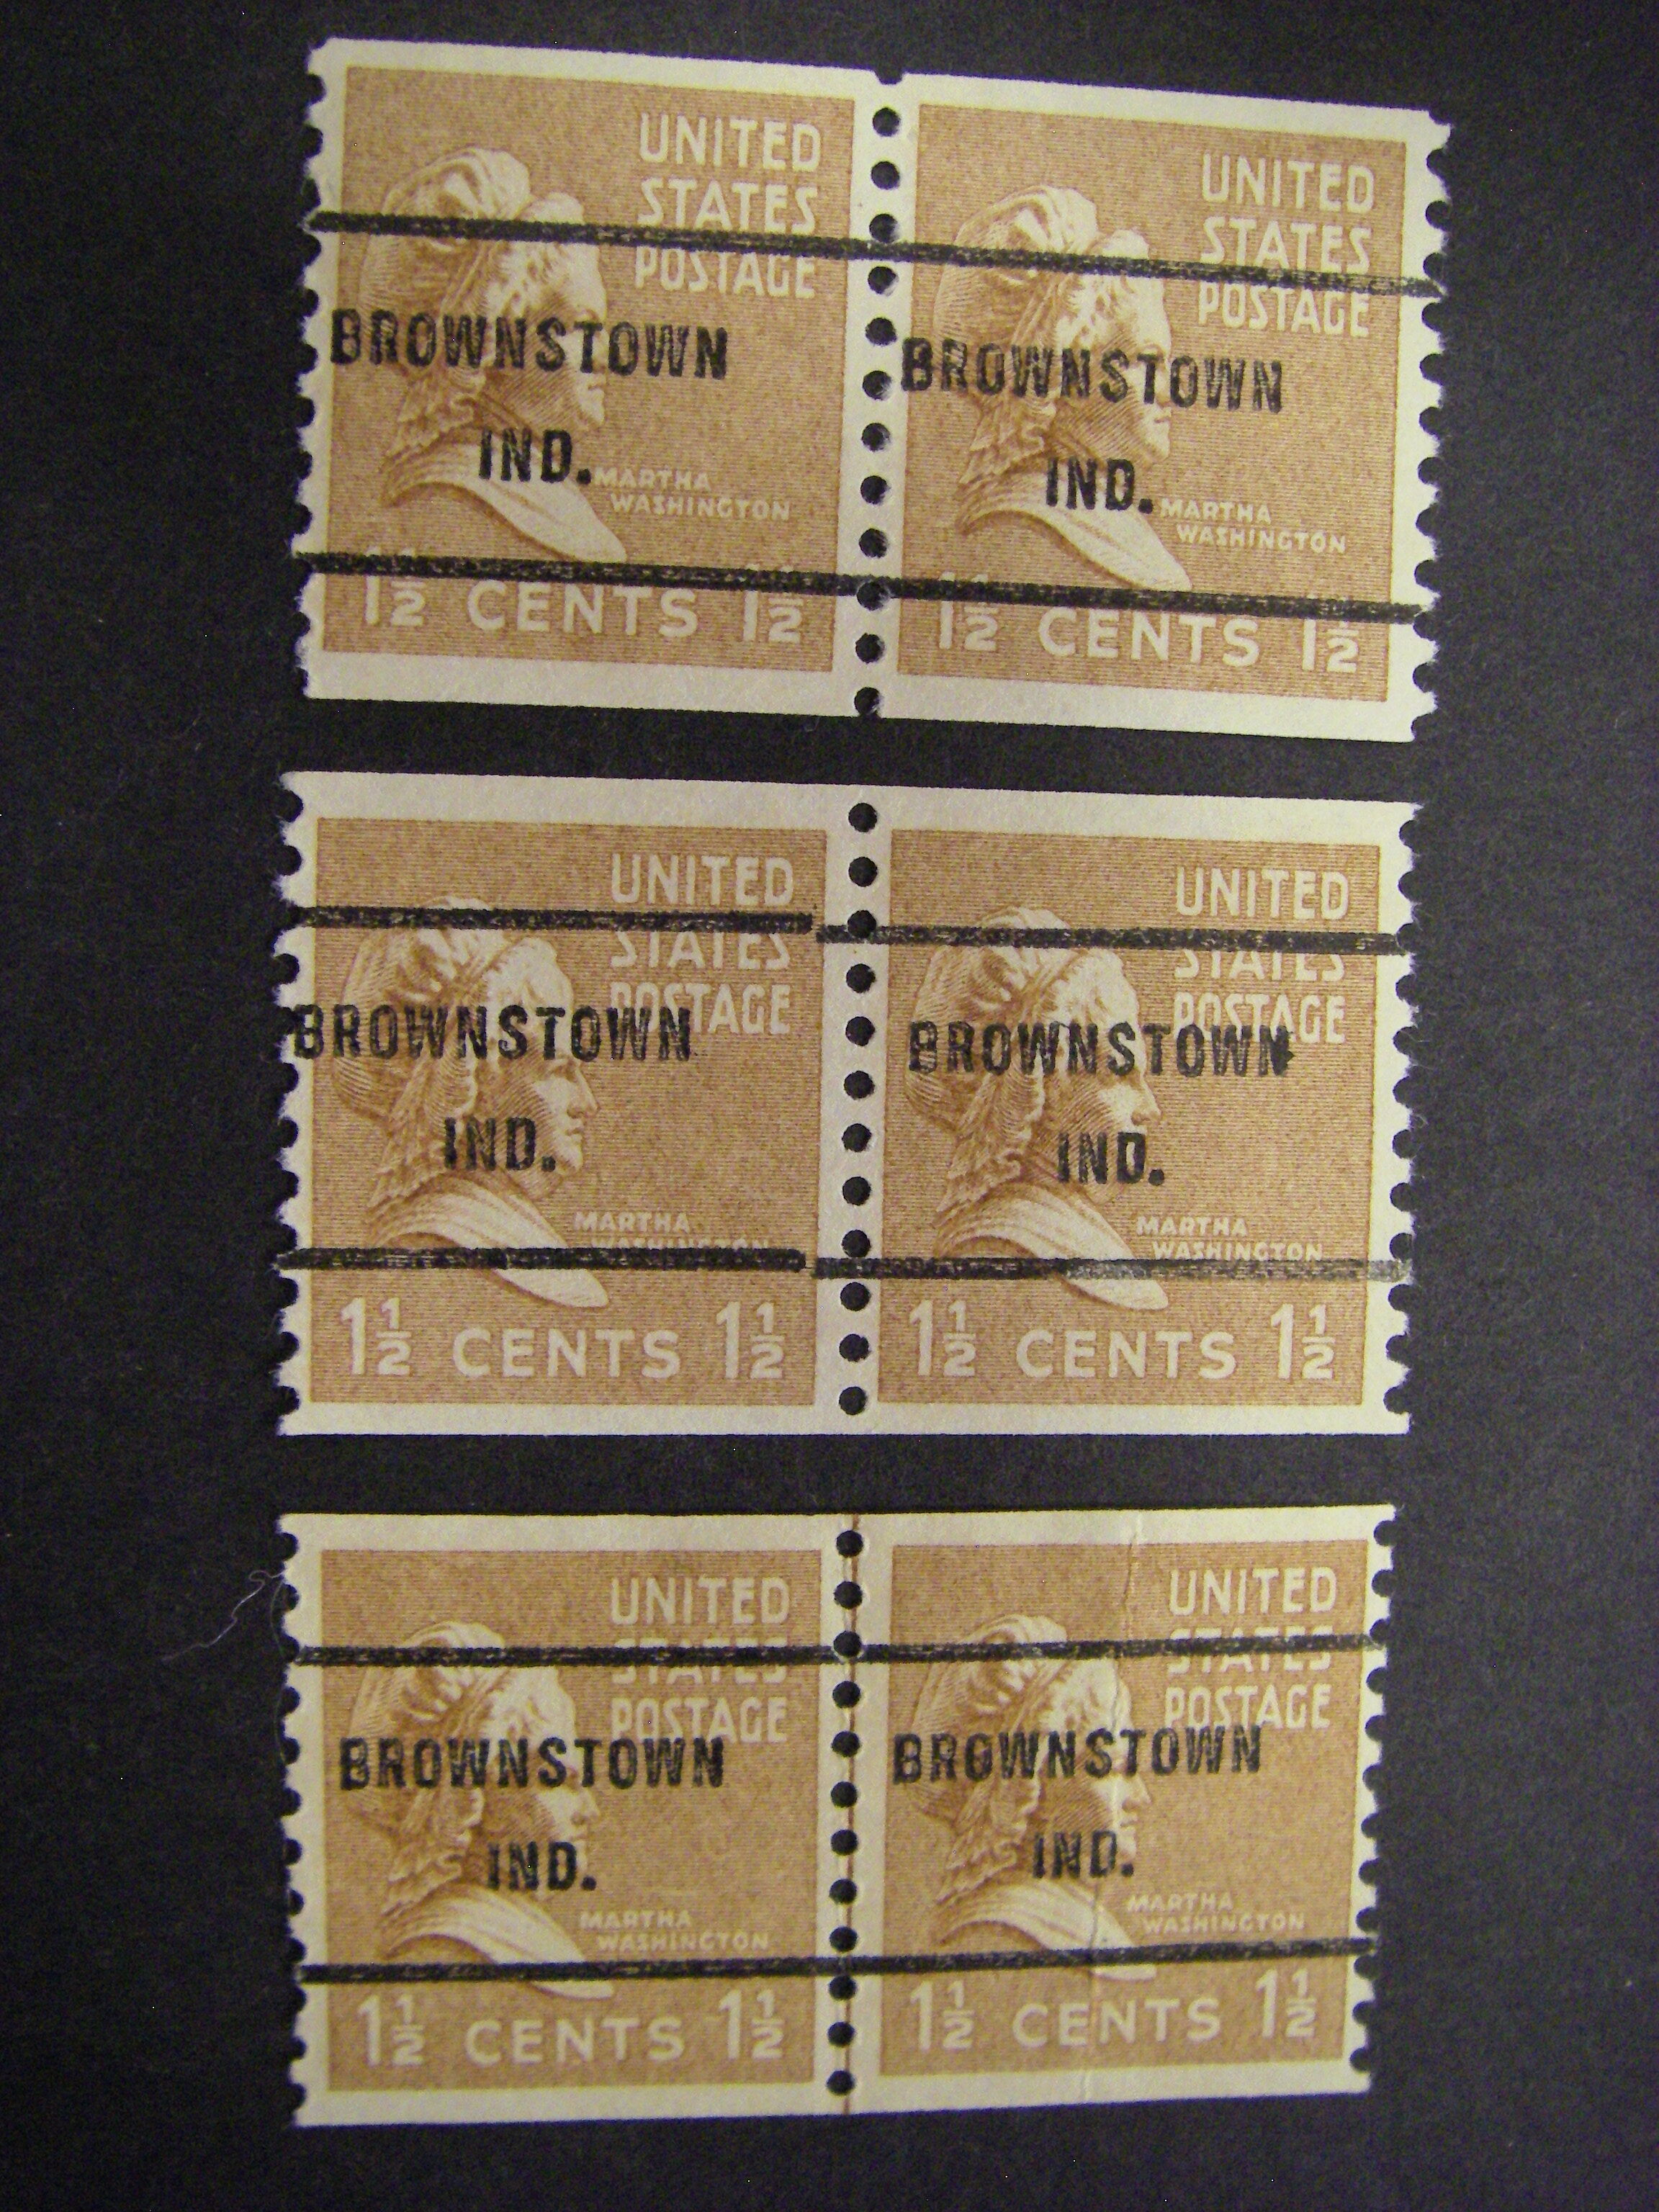 UNITED
STATES
POSTAGE
BROWNSTOWN
IND.
MARTHA
WASHINGTON
1½ CENTS 1½
UNITED
STATES
POSTAGE
BROWNSTOWN
IND.
MARTHA
WASHINGTON
1½ CENTS 1½
UNITED
STATES
POSTAGE
BROWNSTOWN
IND.
MARTHA
WASHINGTON
1½ CENTS 1½
UNITED
STATES
POSTAGE
BROWNSTOWN
IND.
MARTHA
WASHINGTON
1½ CENTS 1½
UNITED
STATES
POSTAGE
BROWNSTOWN
IND.
MARTHA
WASHINGTON
1½ CENTS 1½
UNITED
STATES
POSTAGE
BROWNSTOWN
IND.
MARTHA
WASHINGTON
1½ CENTS 1½